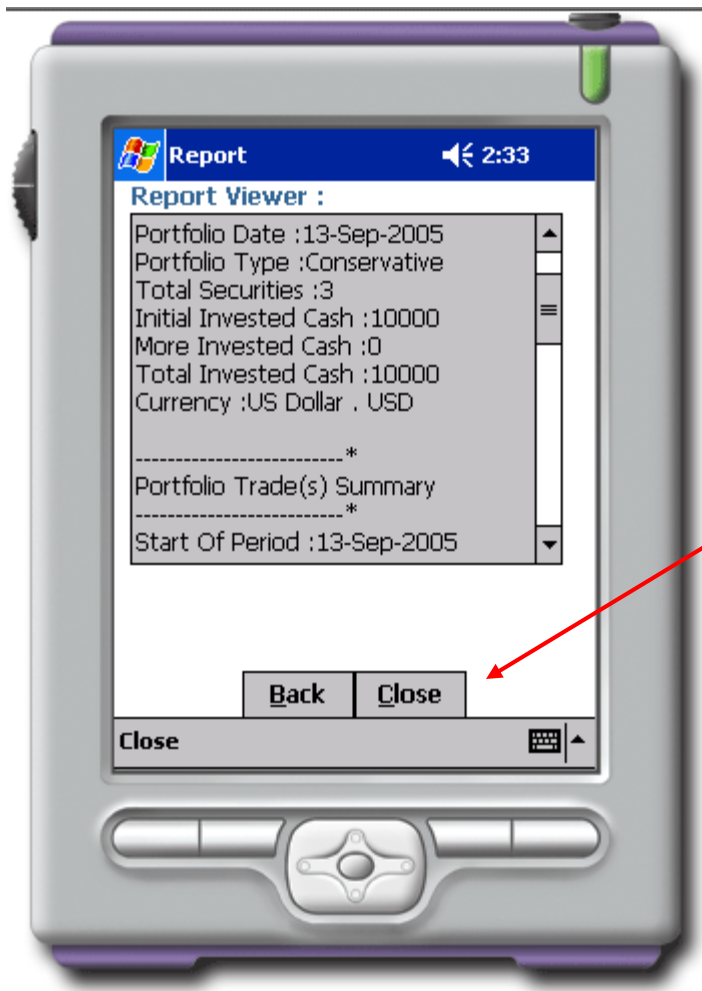 Report 2:33
Report Viewer :
Portfolio Date :13-Sep-2005
Portfolio Type :Conservative
Total Securities :3
Initial Invested Cash :10000
More Invested Cash :0
Total Invested Cash :10000
Currency :US Dollar . USD
--------------------------*
Portfolio Trade(s) Summary
--------------------------*
Start Of Period :13-Sep-2005
Back Close
Close